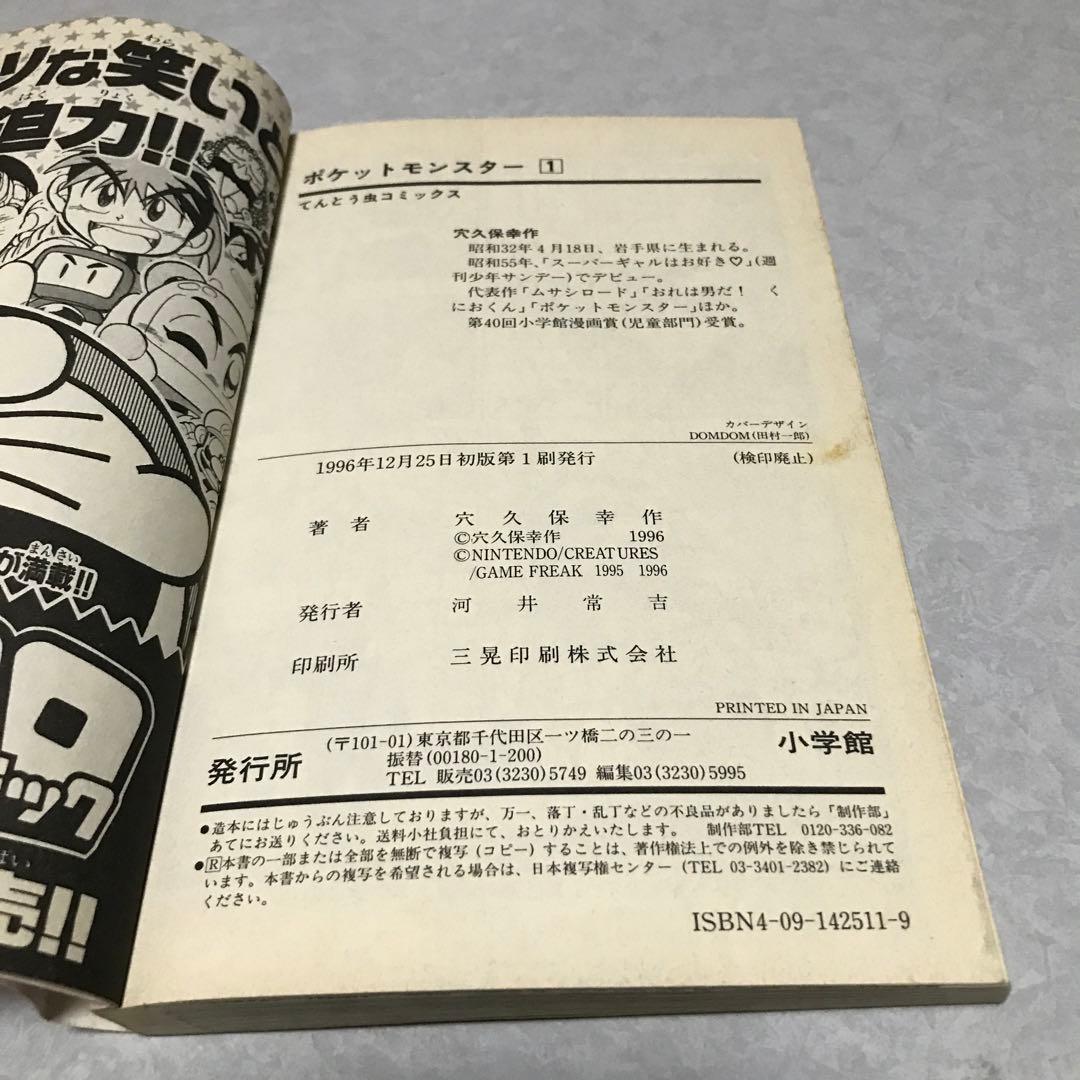 リな笑い
わら
迫力!!
はく りょく
が満載!!
まんさい
ック
売!!
ばい
ポケットモンスター 1
てんとう虫コミックス
穴久保幸作
昭和32年4月18日、岩手県に生まれる。
昭和55年、「スーパーギャルはお好き♡」(週
刊少年サンデー)でデビュー。
代表作「ムサシロード」「おれは男だ! く
におくん」「ポケットモンスター」ほか。
第40回小学館漫画賞(児童部門)受賞。
カバーデザイン
DOMDOM(田村一郎)
1996年12月25日初版第1刷発行 (検印廃止)
著者 穴久保幸作
©穴久保幸作 1996
©NINTENDO/CREATURES
/GAME FREAK 1995 1996
発行者 河井常吉
印刷所 三晃印刷株式会社
PRINTED IN JAPAN
発行所 (〒101-01)東京都千代田区一ツ橋二の三の一 小学館
振替(00180-1-200)
TEL 販売03(3230)5749 編集03(3230)5995
●造本にはじゅうぶん注意しておりますが、万一、落丁・乱丁などの不良品がありましたら「制作部」
あてにお送りください。送料小社負担にて、おとりかえいたします。 制作部TEL 0120-336-082
●R本書の一部または全部を無断で複写(コピー)することは、著作権法上での例外を除き禁じられて
います。本書からの複写を希望される場合は、日本複写権センター(TEL 03-3401-2382)にご連絡
ください。
ISBN4-09-142511-9